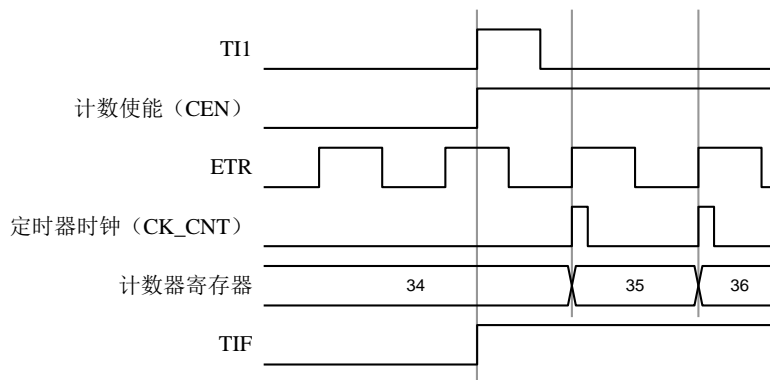 TI1
计数使能（CEN）
ETR
定时器时钟（CK_CNT）
计数器寄存器 34 35 36
TIF